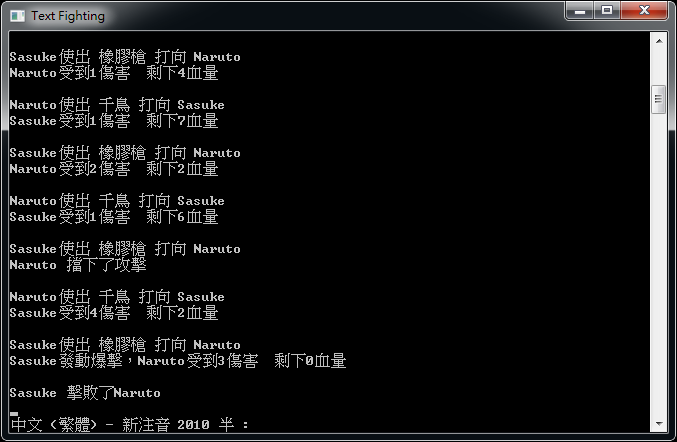 Text Fighting
Sasuke使出 橡膠槍 打向 Naruto
Naruto受到1傷害　剩下4血量
Naruto使出 千鳥 打向 Sasuke
Sasuke受到1傷害　剩下7血量
Sasuke使出 橡膠槍 打向 Naruto
Naruto受到2傷害　剩下2血量
Naruto使出 千鳥 打向 Sasuke
Sasuke受到1傷害　剩下6血量
Sasuke使出 橡膠槍 打向 Naruto
Naruto 擋下了攻擊
Naruto使出 千鳥 打向 Sasuke
Sasuke受到4傷害　剩下2血量
Sasuke使出 橡膠槍 打向 Naruto
Sasuke發動爆擊，Naruto受到3傷害　剩下0血量
Sasuke 擊敗了Naruto
中文 (繁體) - 新注音 2010 半 :